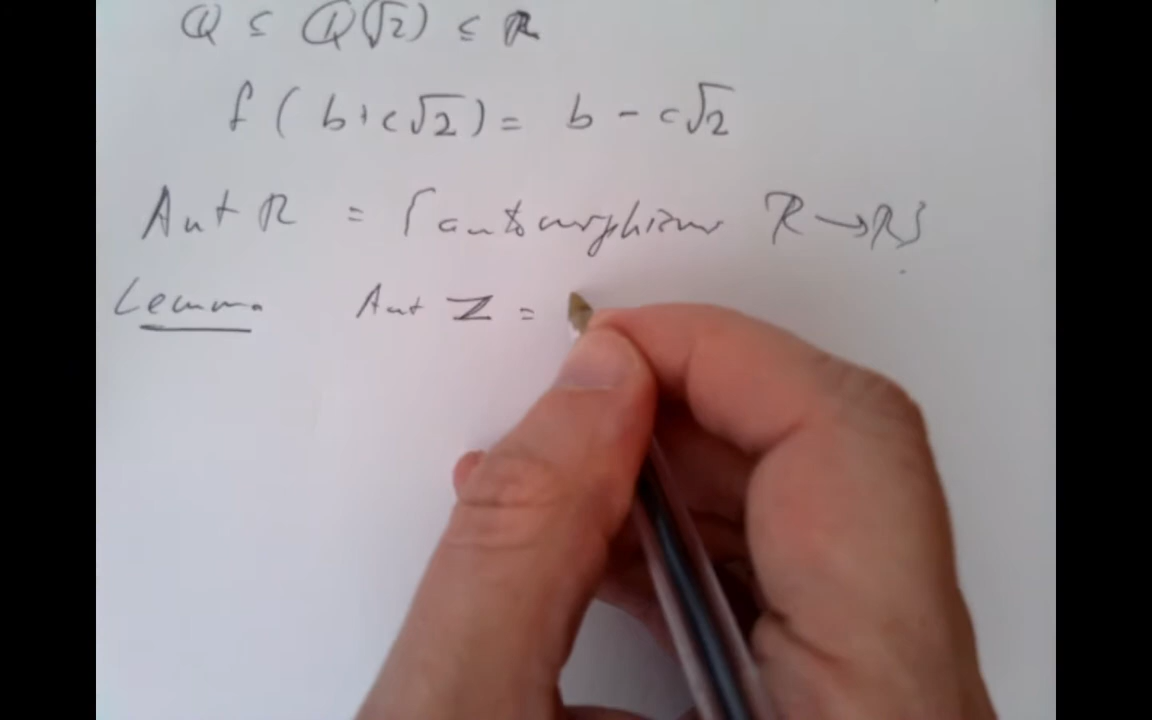 ℚ ≤ ℚ(√2) ≤ ℝ
f ( b + c√2 ) = b - c√2
Aut R = { automorphisms R → R }
Lemma Aut ℤ =